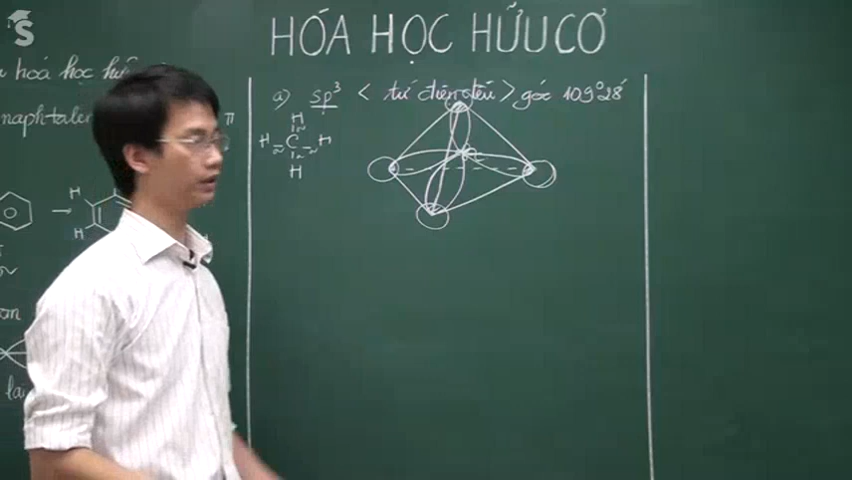 S
HÓA HỌC HỮU CƠ
hoá học hữu
naphtalen
π
a) sp³ < tứ diện đều > góc 109°28'
H
H C H
H
H
H